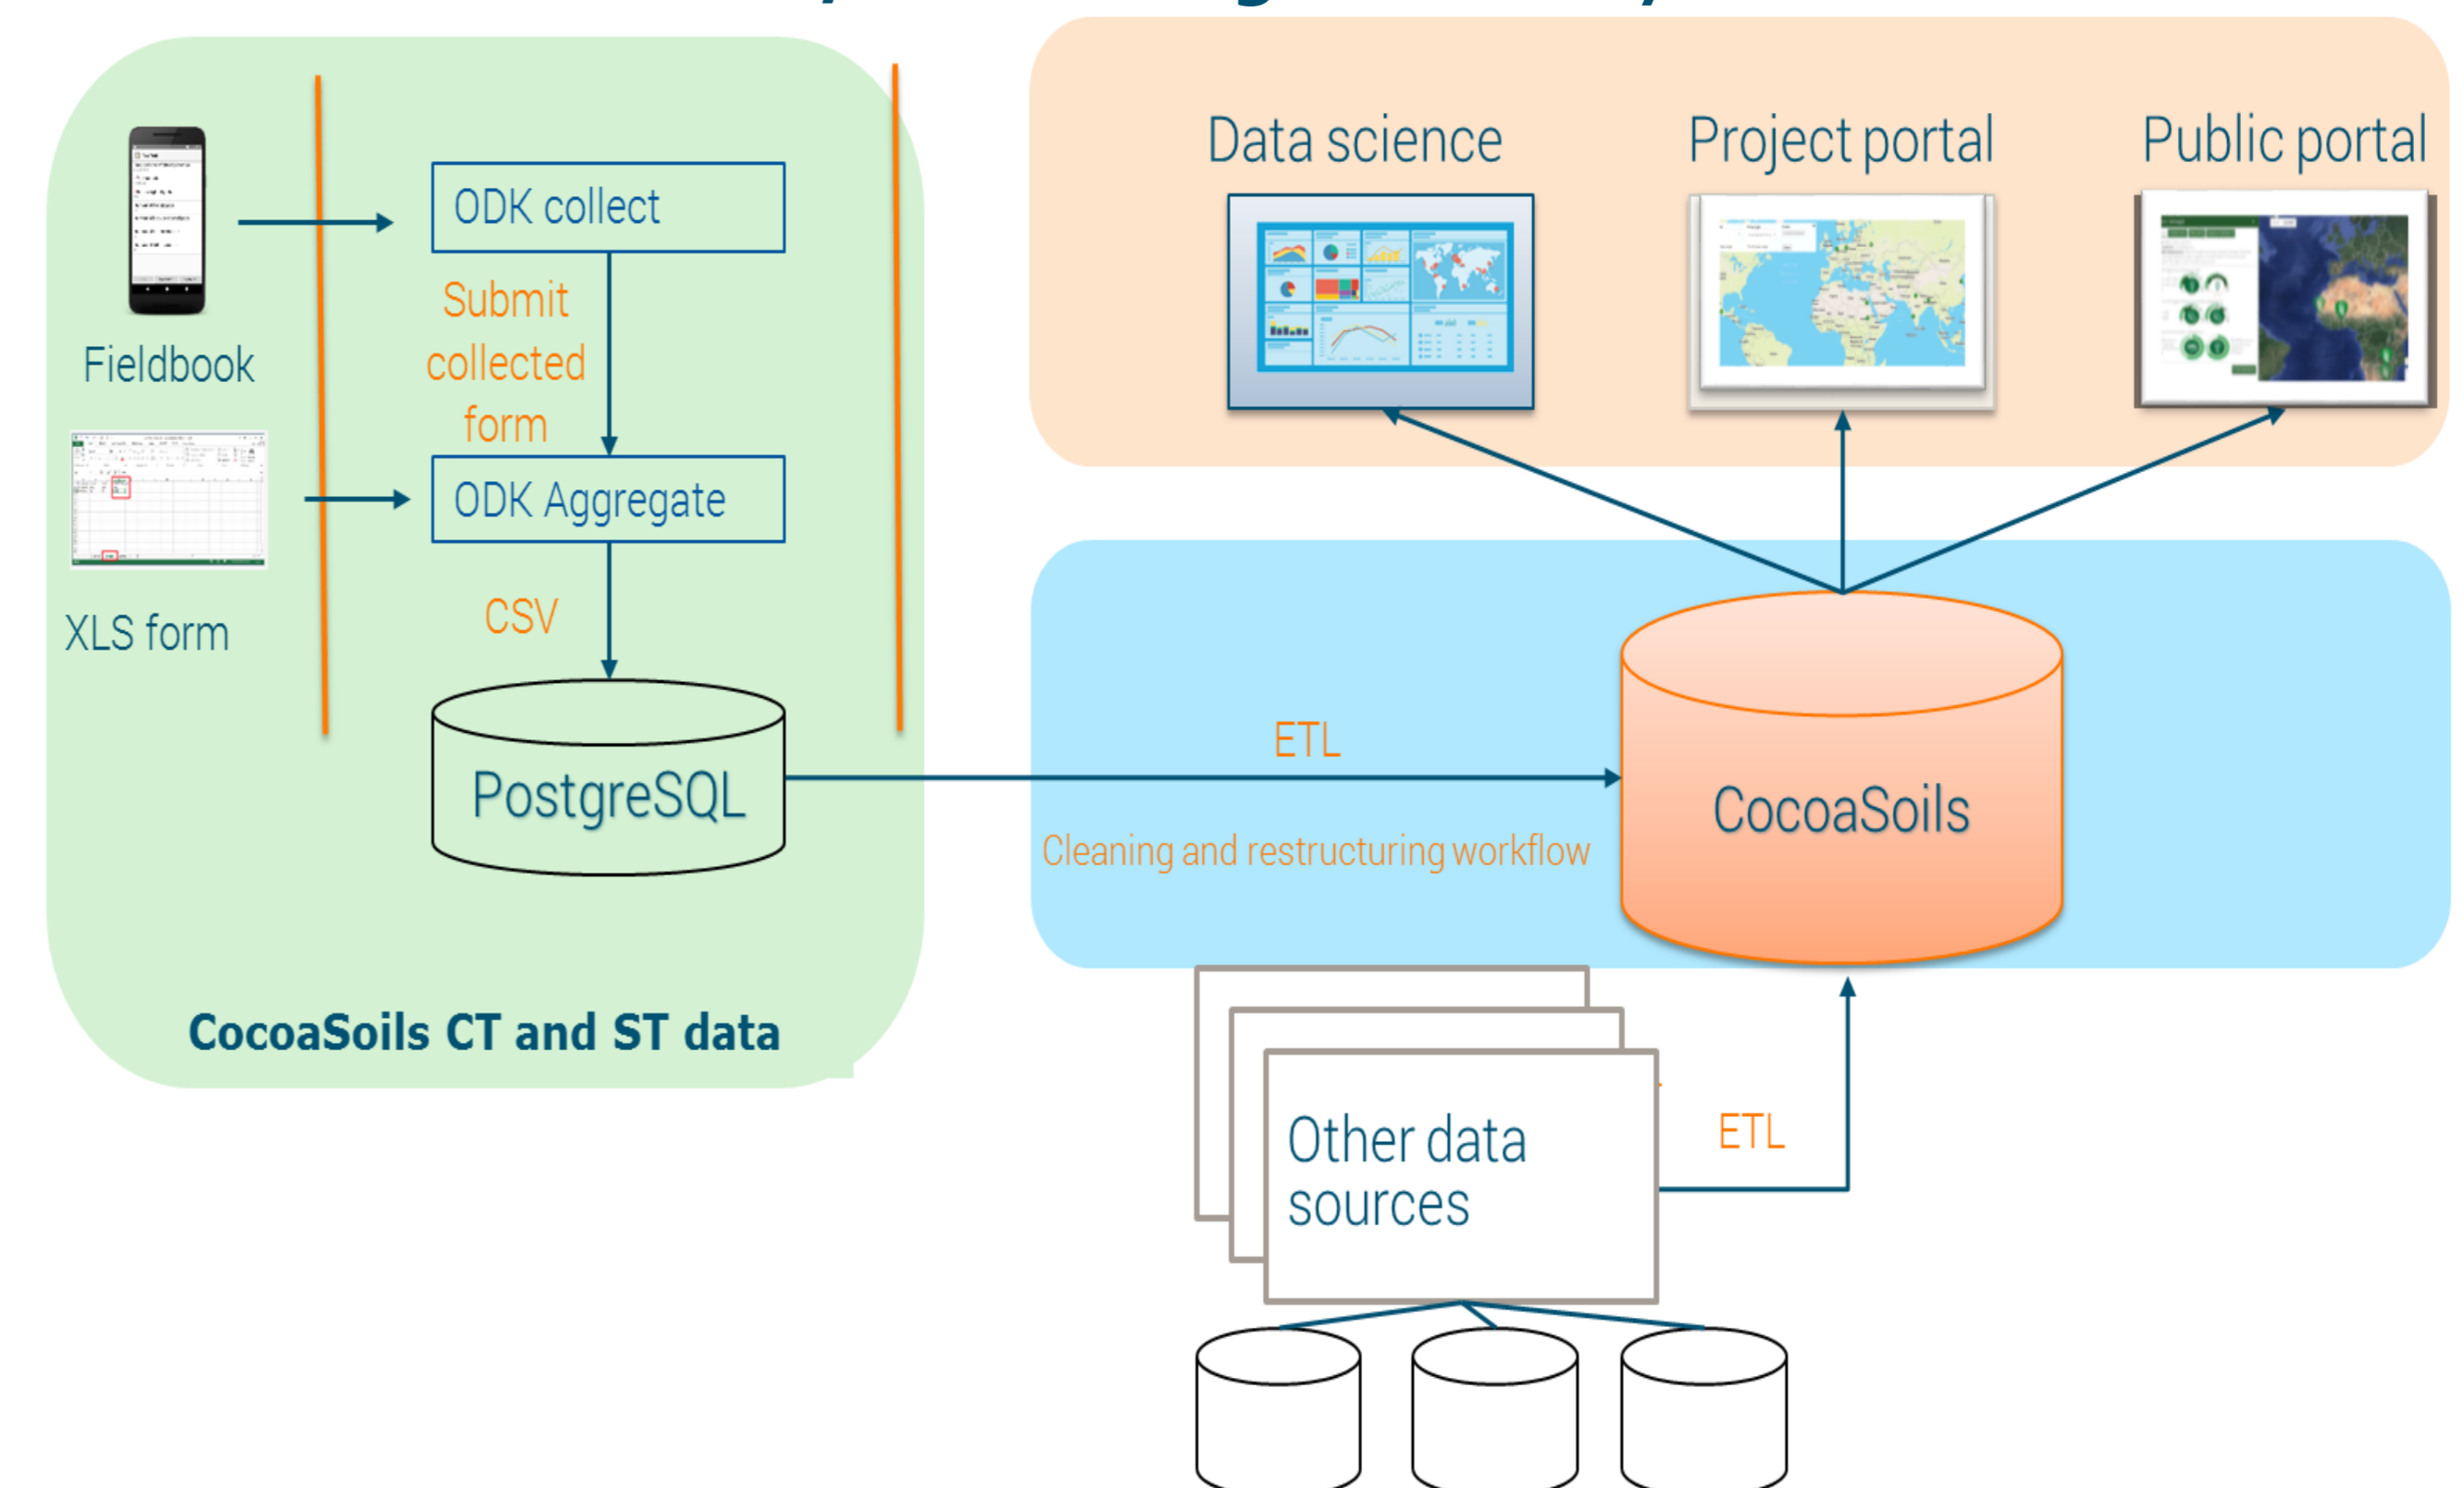 Fieldbook
XLS form
ODK collect
Submit
collected
form
ODK Aggregate
CSV
PostgreSQL
CocoaSoils CT and ST data
Data science
Project portal
Public portal
ETL
Cleaning and restructuring workflow
CocoaSoils
Other data
sources
ETL